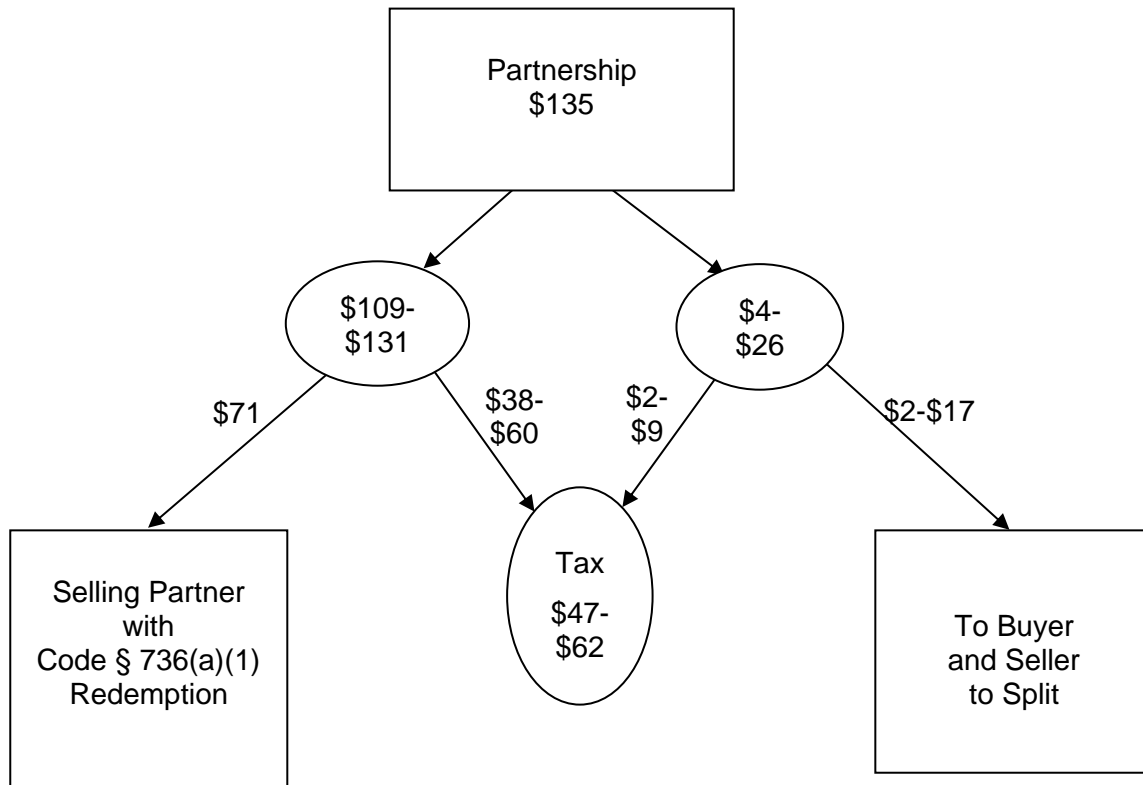 Partnership
$135
$109-
$131
$4-
$26
$71
$38-
$60
$2-
$9
$2-$17
Tax
$47-
$62
Selling Partner
with
Code § 736(a)(1)
Redemption
To Buyer
and Seller
to Split